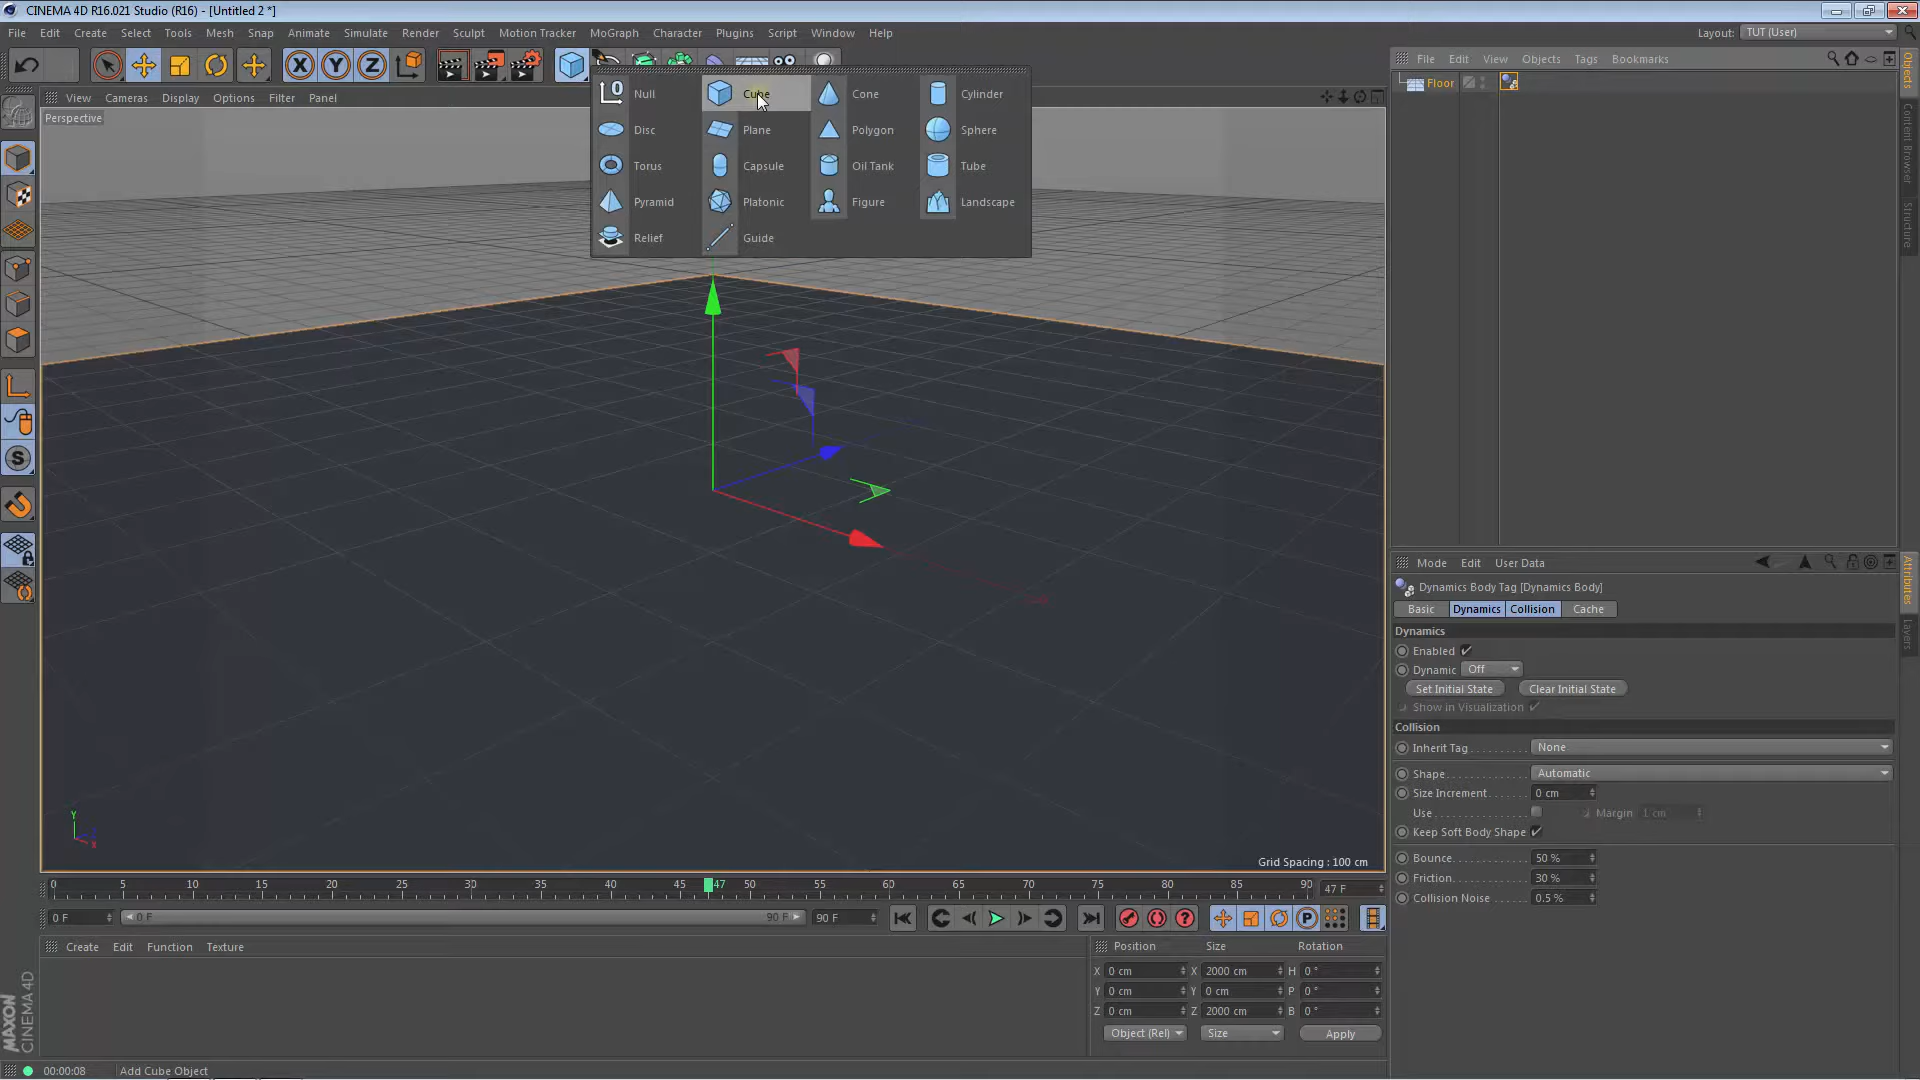 CINEMA 4D R16.021 Studio (R16) - [Untitled 2 *]
File Edit Create Select Tools Mesh Snap Animate Simulate Render Sculpt Motion Tracker MoGraph Character Plugins Script Window Help
Layout: TUT (User)
X Y Z
File Edit View Objects Tags Bookmarks
Floor
View Cameras Display Options Filter Panel
Perspective
Null Cube Cone Cylinder
Disc Plane Polygon Sphere
Torus Capsule Oil Tank Tube
Pyramid Platonic Figure Landscape
Relief Guide
Objects
Content Browser
Structure
Attributes
Layers
Mode Edit User Data
Dynamics Body Tag [Dynamics Body]
Basic Dynamics Collision Cache
Dynamics
Enabled
Dynamic Off
Set Initial State Clear Initial State
Show in Visualization
Collision
Inherit Tag . . . . . . . . . . None
Shape . . . . . . . . . . . . . . Automatic
Size Increment . . . . . . . 0 cm
Use . . . . . . . . . . . . . . . . . Margin 1 cm
Keep Soft Body Shape
Bounce. . . . . . . . . . . . . 50 %
Friction. . . . . . . . . . . . . 30 %
Collision Noise . . . . . . . 0.5 %
Y
X
Grid Spacing : 100 cm
0 5 10 15 20 25 30 35 40 45 47 50 55 60 65 70 75 80 85 90 47 F
0 F 0 F 90 F 90 F
Create Edit Function Texture
Position Size Rotation
X 0 cm X 2000 cm H 0 °
Y 0 cm Y 0 cm P 0 °
Z 0 cm Z 2000 cm B 0 °
Object (Rel) Size Apply
MAXON
CINEMA 4D
00:00:08 Add Cube Object